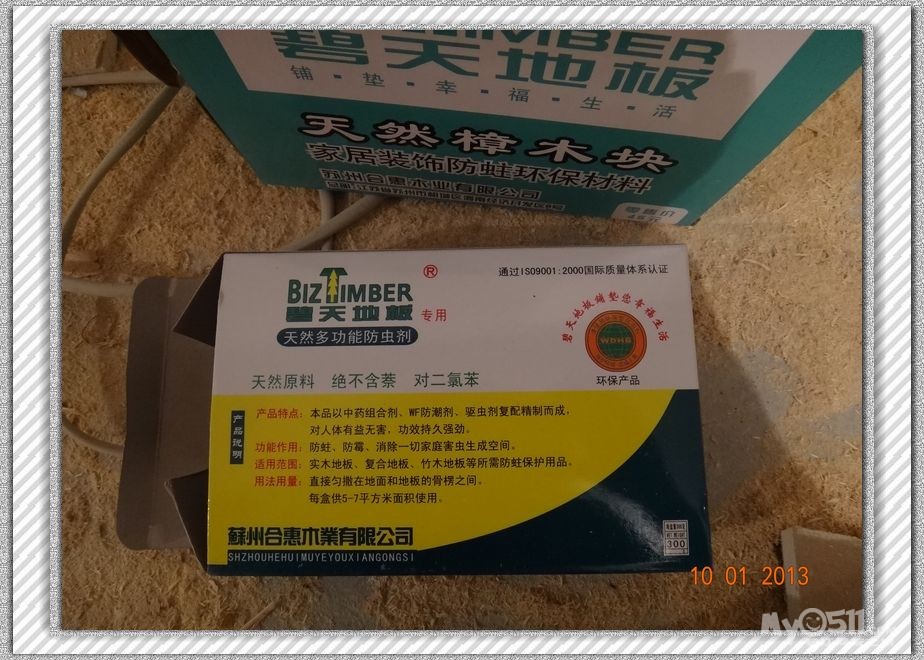 碧天地板
铺·垫·幸·福·生·活
天然樟木块
家居装饰防蛀环保材料
苏州合惠木业有限公司
零售价
BIZTIMBER
®
碧天地板 专用
天然多功能防虫剂
通过ISO9001:2000国际质量体系认证
碧天地板铺垫您幸福生活
WDHG
环保产品
天然原料 绝不含萘 对二氯苯
产品说明
产品特点：本品以中药组合剂、WF防潮剂、驱虫剂复配精制而成，
对人体有益无害，功效持久强劲。
功能作用：防蛀、防霉、消除一切家庭害虫生成空间。
适用范围：实木地板、复合地板、竹木地板等所需防蛀保护用品。
用法用量：直接匀撒在地面和地板的骨楞之间。
每盒供5-7平方米面积使用。
蘇州合惠木業有限公司
SHZHOUHEHUIMUYEYOUXIANGONGSI
300
10 01 2013
My0511